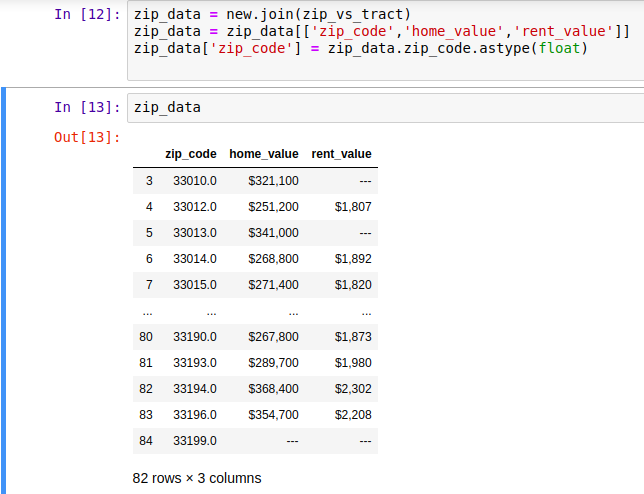 In [12]: zip_data = new.join(zip_vs_tract)
zip_data = zip_data[['zip_code','home_value','rent_value']]
zip_data['zip_code'] = zip_data.zip_code.astype(float)
In [13]: zip_data
Out[13]:
zip_code home_value rent_value
3 33010.0 $321,100 ---
4 33012.0 $251,200 $1,807
5 33013.0 $341,000 ---
6 33014.0 $268,800 $1,892
7 33015.0 $271,400 $1,820
... ... ... ...
80 33190.0 $267,800 $1,873
81 33193.0 $289,700 $1,980
82 33194.0 $368,400 $2,302
83 33196.0 $354,700 $2,208
84 33199.0 --- ---
82 rows × 3 columns